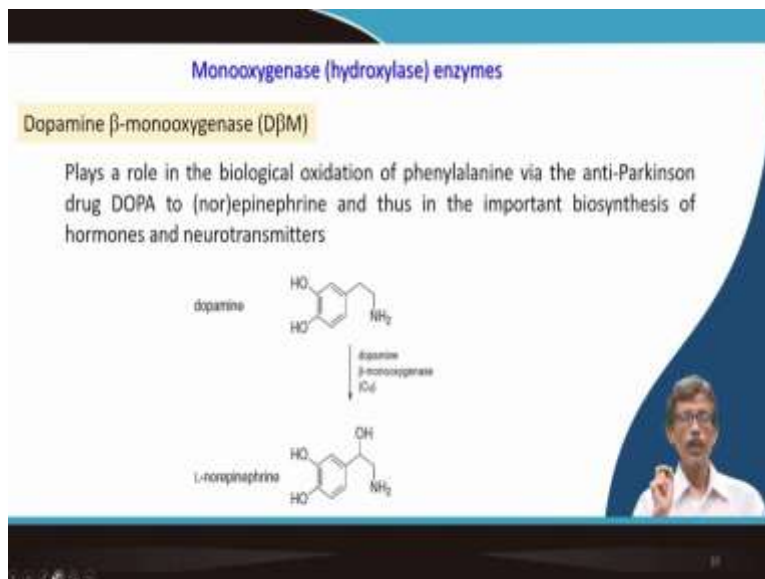 Monooxygenase (hydroxylase) enzymes
Dopamine β-monooxygenase (DβM)
Plays a role in the biological oxidation of phenylalanine via the anti-Parkinson
drug DOPA to (nor)epinephrine and thus in the important biosynthesis of
hormones and neurotransmitters
dopamine
HO
HO
NH₂
dopamine
β-monooxygenase
(Cu)
OH
L-norepinephrine
HO
HO
NH₂